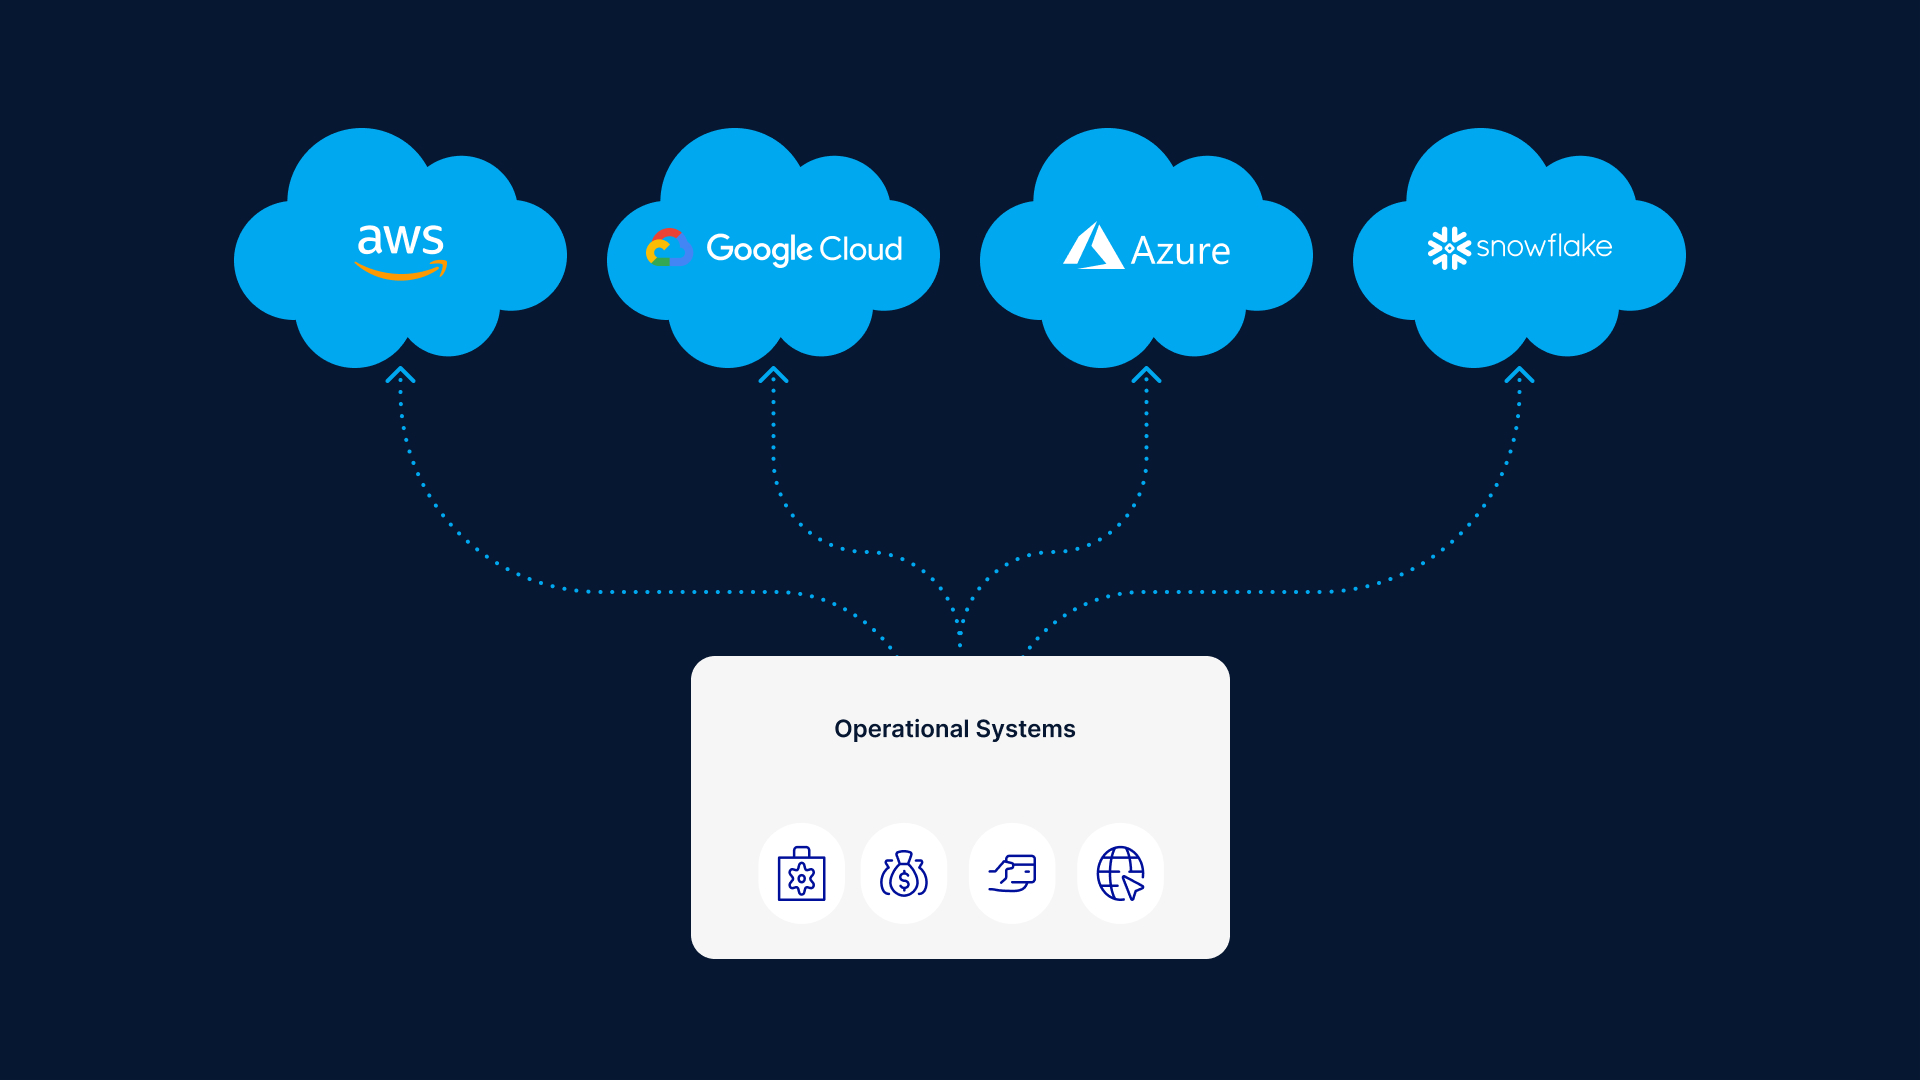 aws
Google Cloud
Azure
snowflake
Operational Systems
$